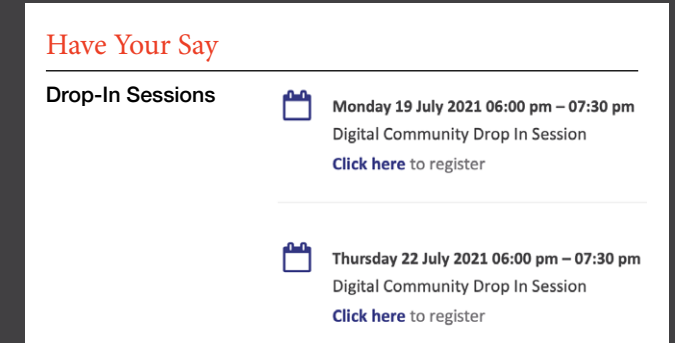 Have Your Say
Drop-In Sessions
Monday 19 July 2021 06:00 pm – 07:30 pm
Digital Community Drop In Session
Click here to register
Thursday 22 July 2021 06:00 pm – 07:30 pm
Digital Community Drop In Session
Click here to register